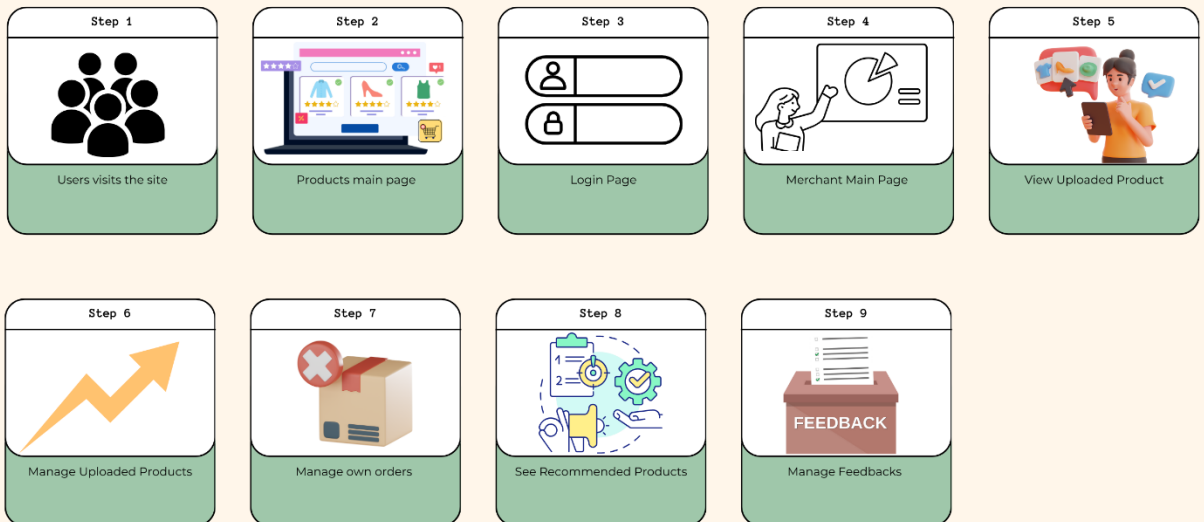 Step 1
Users visits the site
Step 2
Products main page
Step 3
Login Page
Step 4
Merchant Main Page
Step 5
View Uploaded Product
Step 6
Manage Uploaded Products
Step 7
Manage own orders
Step 8
1
2
See Recommended Products
Step 9
FEEDBACK
Manage Feedbacks